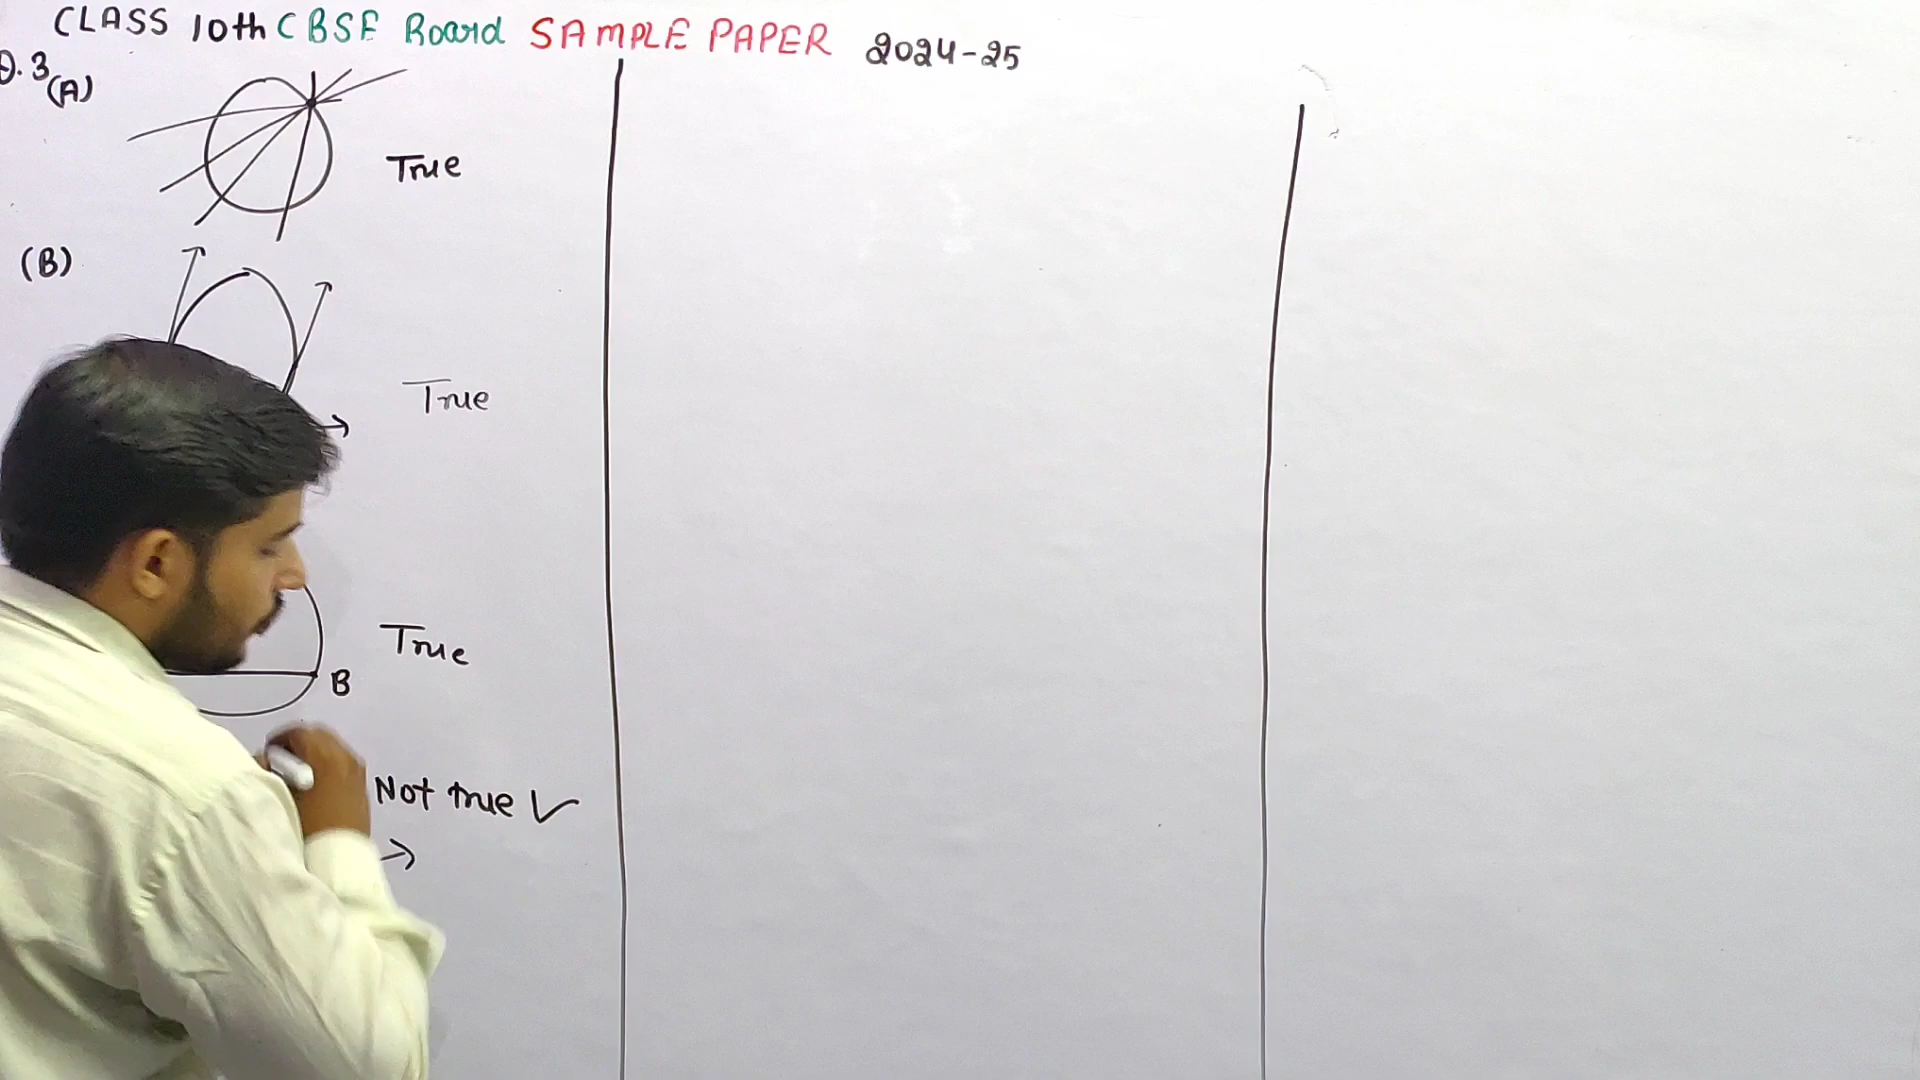 CLASS 10th CBSE Board SAMPLE PAPER 2024-25
Q.3
(A)
True
(B)
True
True
B
Not true ✓
→